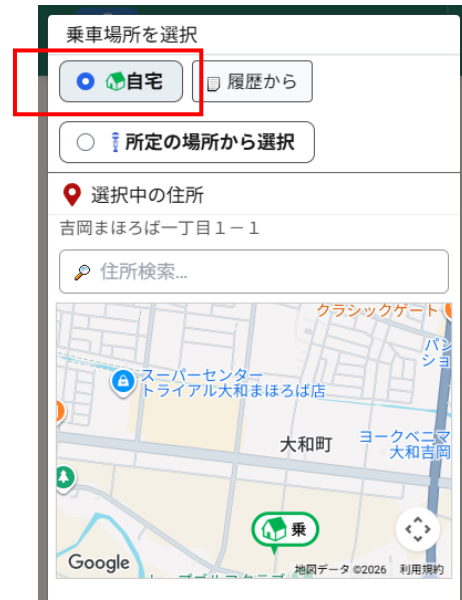 乗車場所を選択
自宅
履歴から
所定の場所から選択
選択中の住所
吉岡まほろば一丁目１－１
住所検索...
クラシックゲート
パン
ショ
スーパーセンター
トライアル大和まほろば店
大和町
ヨークベニマ
大和吉岡
乗
Google
地図データ ©2026
利用規約